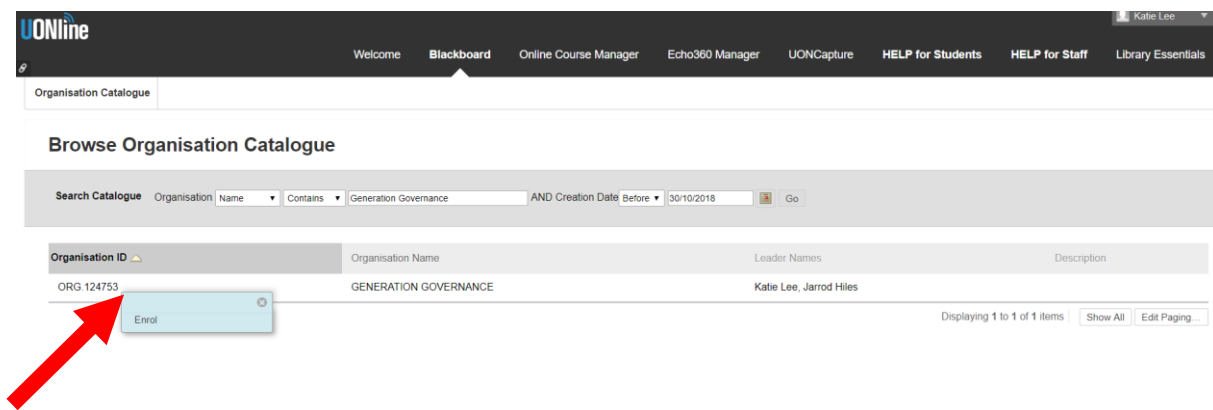 UONline
Katie Lee
Welcome Blackboard Online Course Manager Echo360 Manager UONCapture HELP for Students HELP for Staff Library Essentials
Organisation Catalogue
Browse Organisation Catalogue
Search Catalogue Organisation Name Contains Generation Governance AND Creation Date Before 30/10/2018 Go
Organisation ID Organisation Name Leader Names Description
ORG.124753 GENERATION GOVERNANCE Katie Lee, Jarrod Hiles
Enrol
Displaying 1 to 1 of 1 items Show All Edit Paging...